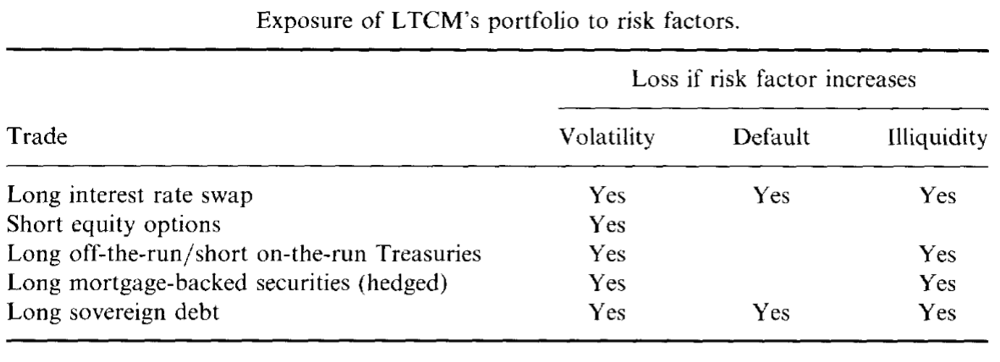 Exposure of LTCM's portfolio to risk factors.
Loss if risk factor increases
Trade Volatility Default Illiquidity
Long interest rate swap Yes Yes Yes
Short equity options Yes
Long off-the-run/short on-the-run Treasuries Yes Yes
Long mortgage-backed securities (hedged) Yes Yes
Long sovereign debt Yes Yes Yes